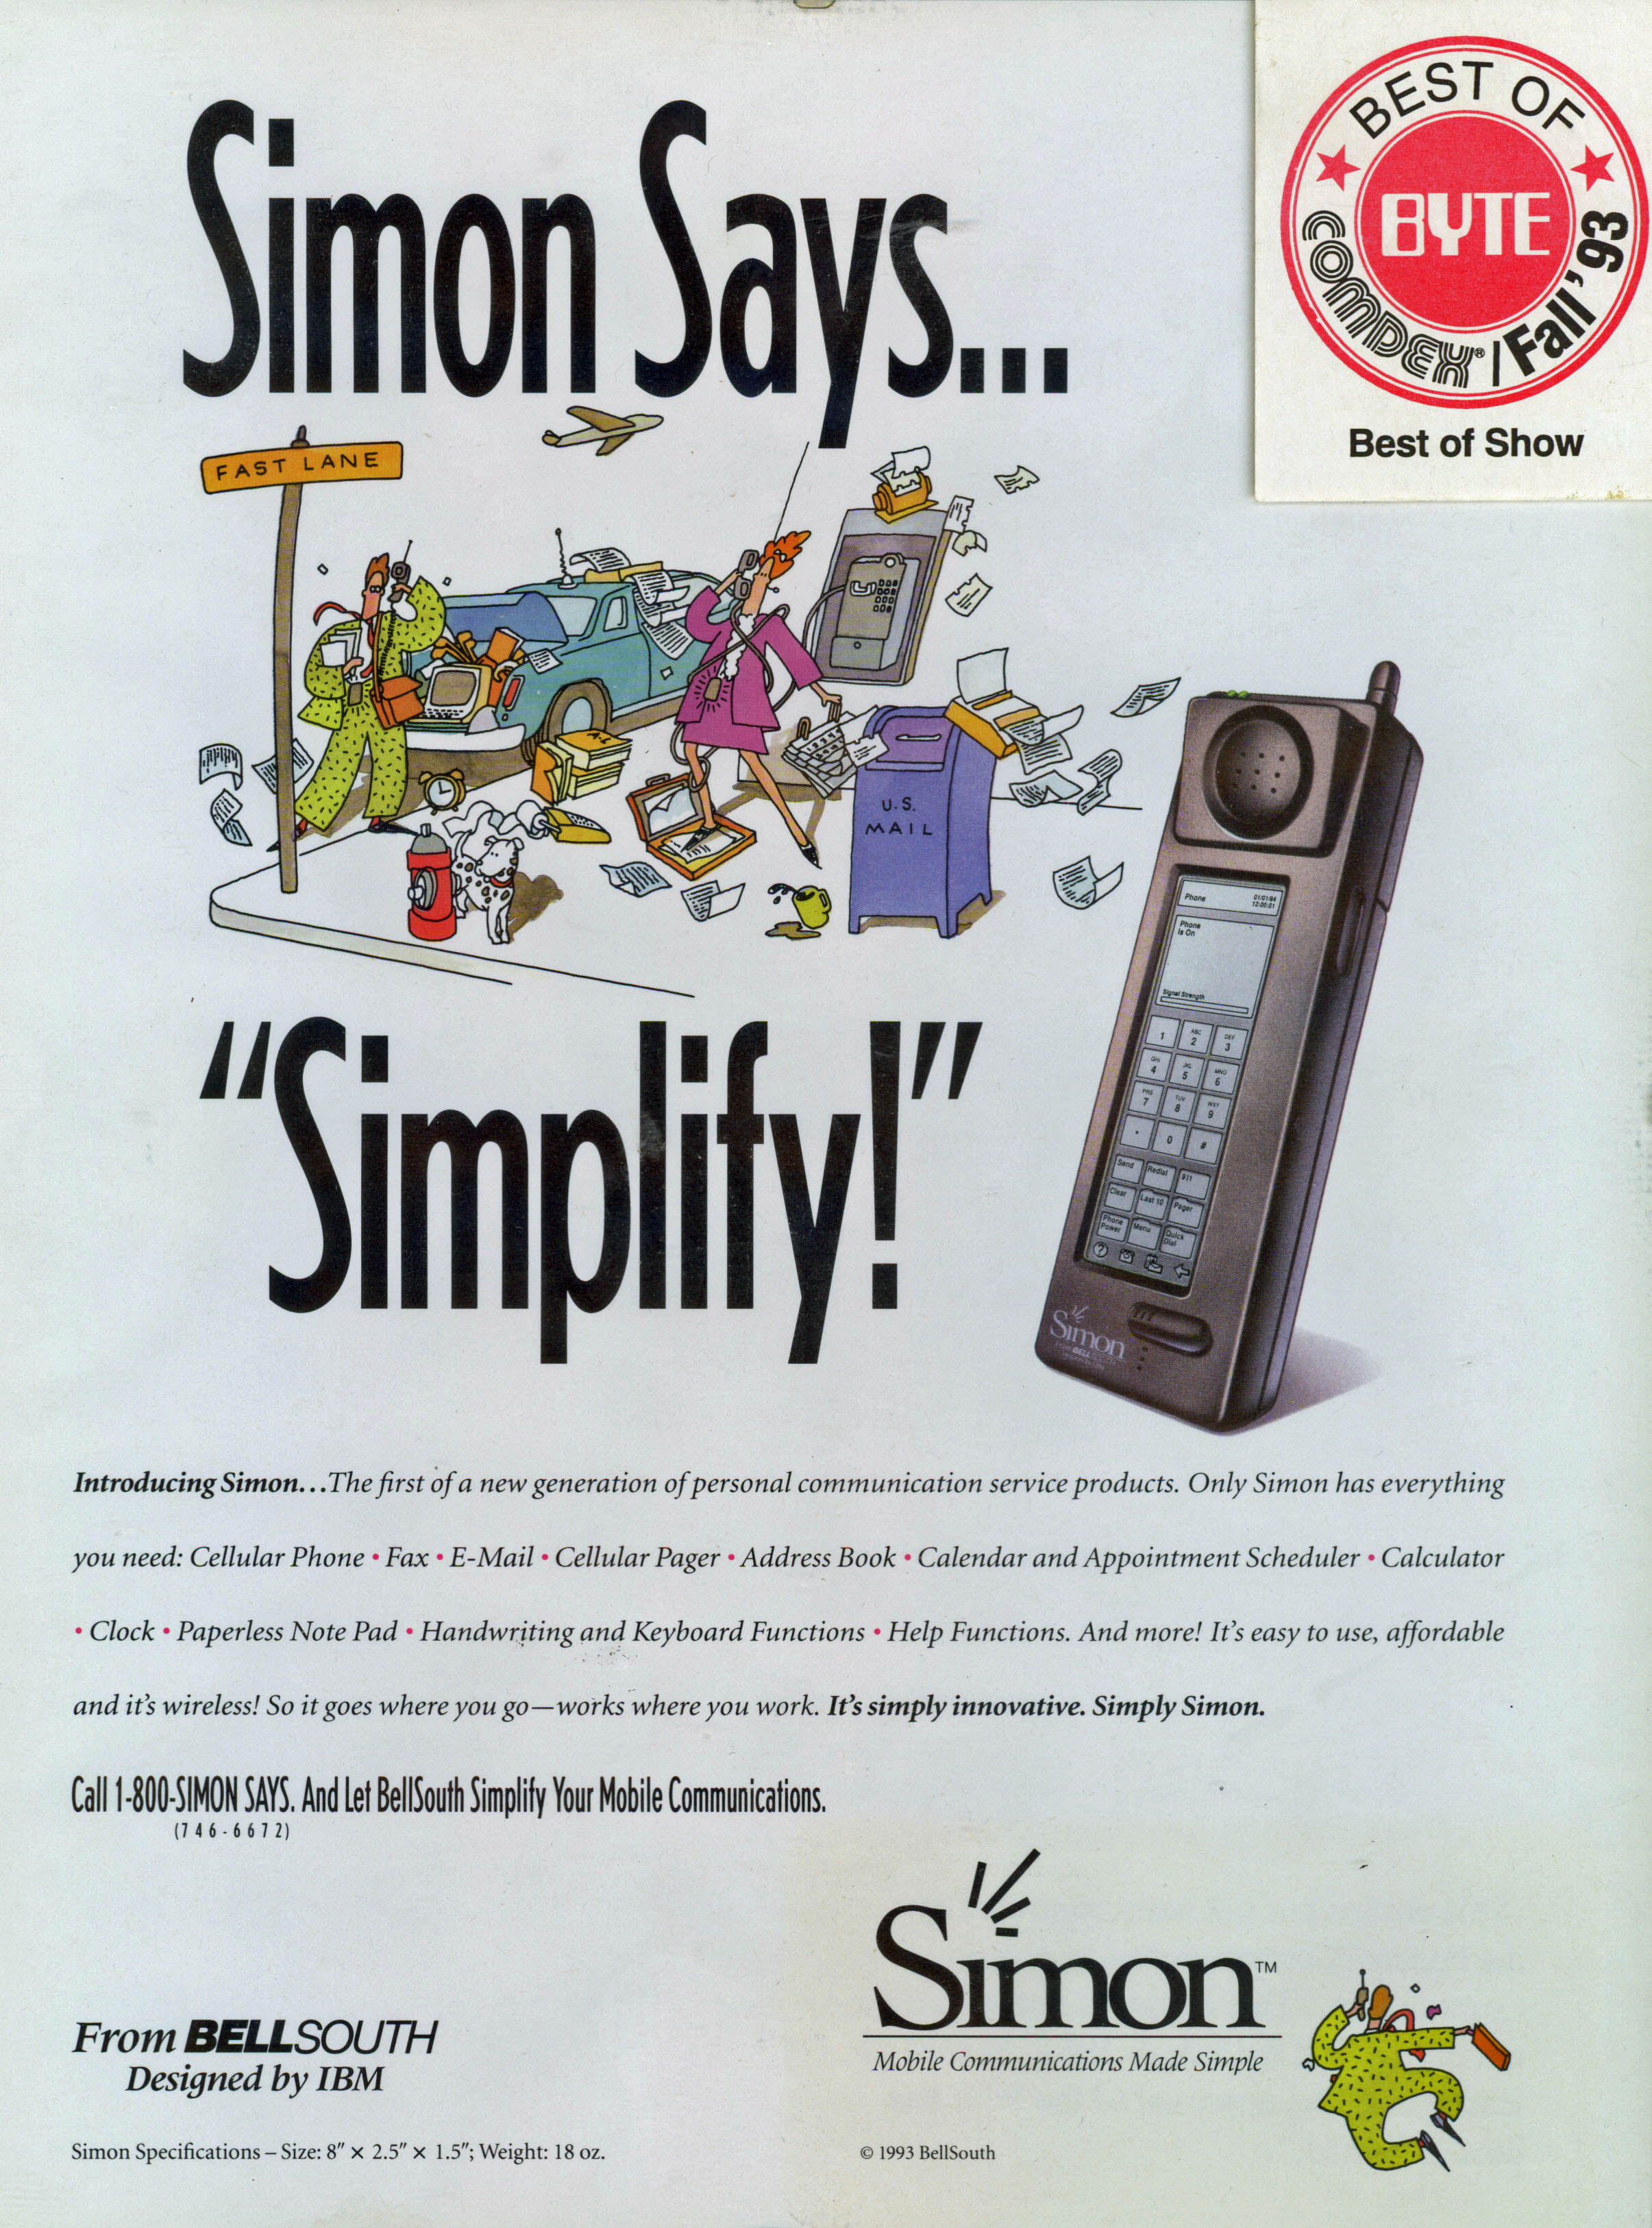 Simon Says...
BEST OF
BYTE
COMDEX® / Fall '93
Best of Show
FAST LANE
U.S.
MAIL
"Simplify!"
Phone
01/01/94
12:00:01
Phone
is On
Signal Strength
1
ABC
2
DEF
3
GHI
4
JKL
5
MNO
6
PRS
7
TUV
8
WXY
9
*
0
#
Send
Redial
911
Clear
Last 10
Pager
Phone
Power
Menu
Quick
Dial
?
Simon
Introducing Simon...The first of a new generation of personal communication service products. Only Simon has everything
you need: Cellular Phone • Fax • E-Mail • Cellular Pager • Address Book • Calendar and Appointment Scheduler • Calculator
• Clock • Paperless Note Pad • Handwriting and Keyboard Functions • Help Functions. And more! It's easy to use, affordable
and it's wireless! So it goes where you go—works where you work. It's simply innovative. Simply Simon.
Call 1-800-SIMON SAYS. And Let BellSouth Simplify Your Mobile Communications.
(746-6672)
Simon™
Mobile Communications Made Simple
From BELLSOUTH
Designed by IBM
Simon Specifications – Size: 8" × 2.5" × 1.5"; Weight: 18 oz.
© 1993 BellSouth